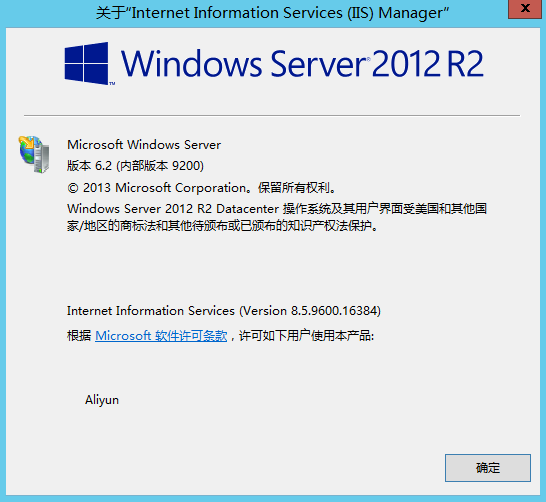 关于“Internet Information Services (IIS) Manager”
x
Windows Server 2012 R2
Microsoft Windows Server
版本 6.2 (内部版本 9200)
© 2013 Microsoft Corporation。保留所有权利。
Windows Server 2012 R2 Datacenter 操作系统及其用户界面受美国和其他国
家/地区的商标法和其他待颁布或已颁布的知识产权法保护。
Internet Information Services (Version 8.5.9600.16384)
根据 Microsoft 软件许可条款，许可如下用户使用本产品:
Aliyun
确定